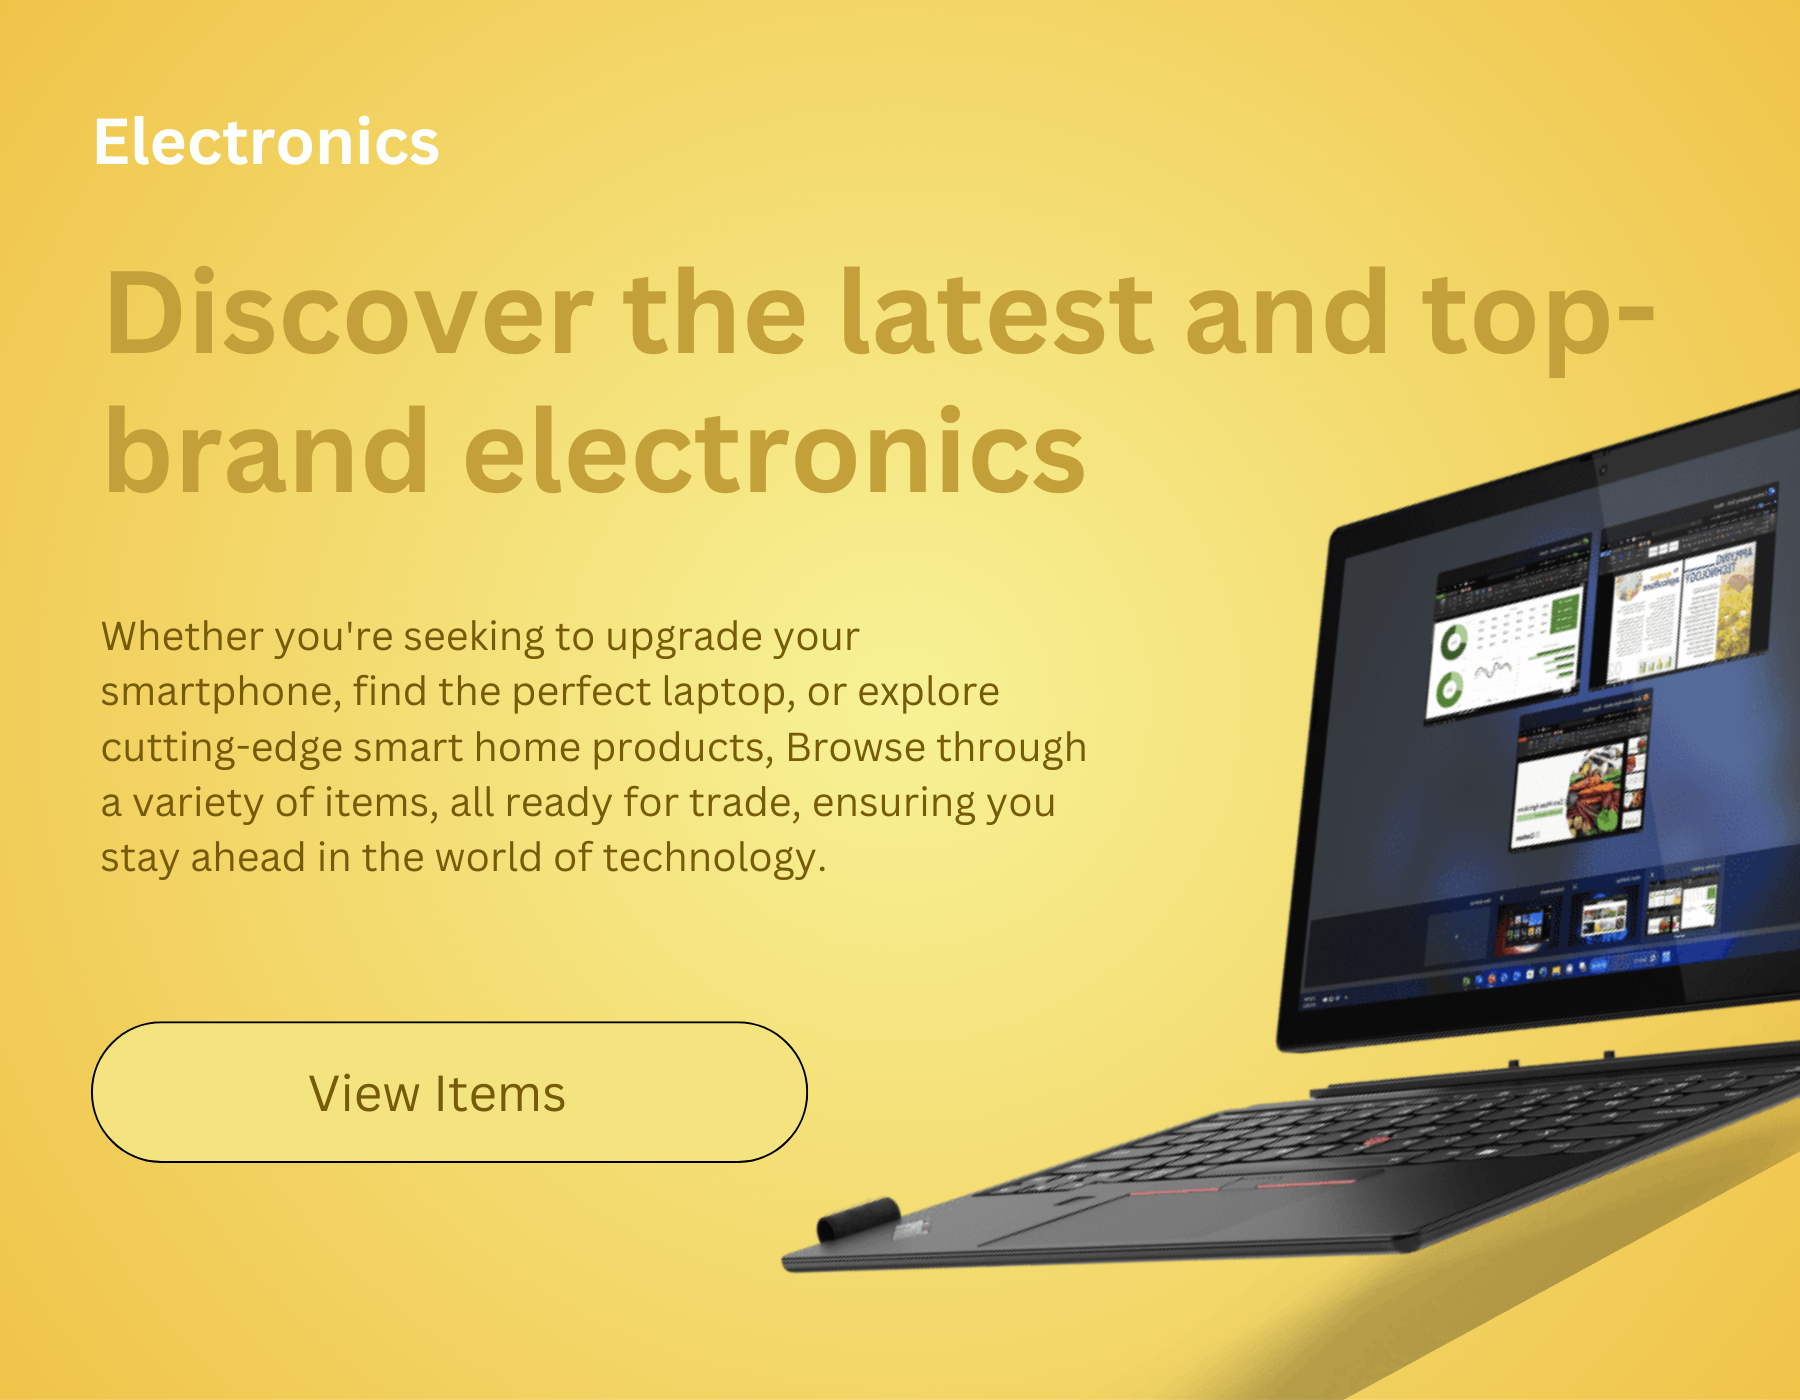 Electronics
Discover the latest and top-
brand electronics
Whether you're seeking to upgrade your
smartphone, find the perfect laptop, or explore
cutting-edge smart home products, Browse through
a variety of items, all ready for trade, ensuring you
stay ahead in the world of technology.
View Items
APPLYING
TECHNOLOGY